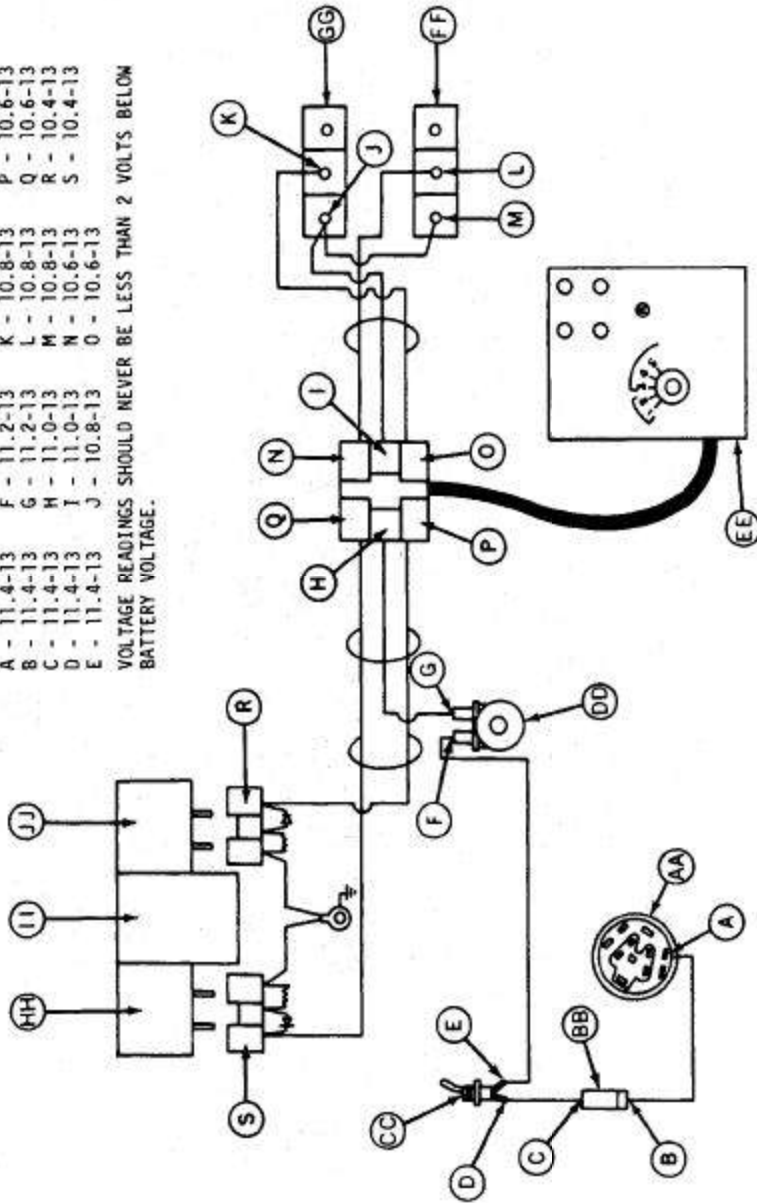 A - 11.4-13 F - 11.2-13 K - 10.8-13 P - 10.6-13
B - 11.4-13 G - 11.2-13 L - 10.8-13 Q - 10.6-13
C - 11.4-13 H - 11.0-13 M - 10.8-13 R - 10.4-13
D - 11.4-13 I - 11.0-13 N - 10.6-13 S - 10.4-13
E - 11.4-13 J - 10.8-13 O - 10.6-13
VOLTAGE READINGS SHOULD NEVER BE LESS THAN 2 VOLTS BELOW
BATTERY VOLTAGE.
HH
II
JJ
S
R
CC
E
D
C
BB
B
AA
A
F
G
DD
H
Q
N
I
P
O
K
GG
J
M
L
FF
EE